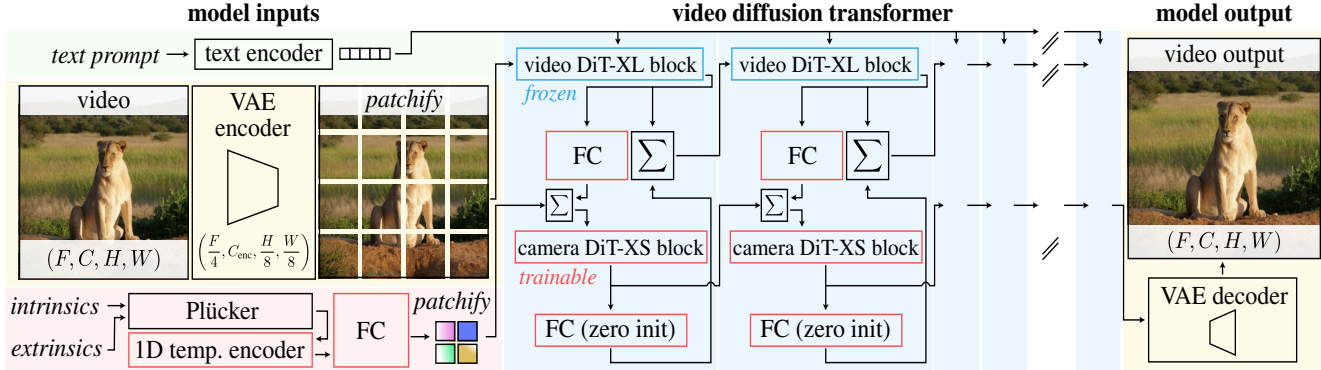 model inputs
video diffusion transformer
model output
text prompt
text encoder
video
VAE
encoder
patchify
(F, C, H, W)
(F/4, C_enc, H/8, W/8)
intrinsics
extrinsics
Plücker
1D temp. encoder
FC
patchify
video DiT-XL block
frozen
FC
∑
∑
camera DiT-XS block
trainable
FC (zero init)
video DiT-XL block
FC
∑
∑
camera DiT-XS block
FC (zero init)
video output
(F, C, H, W)
VAE decoder